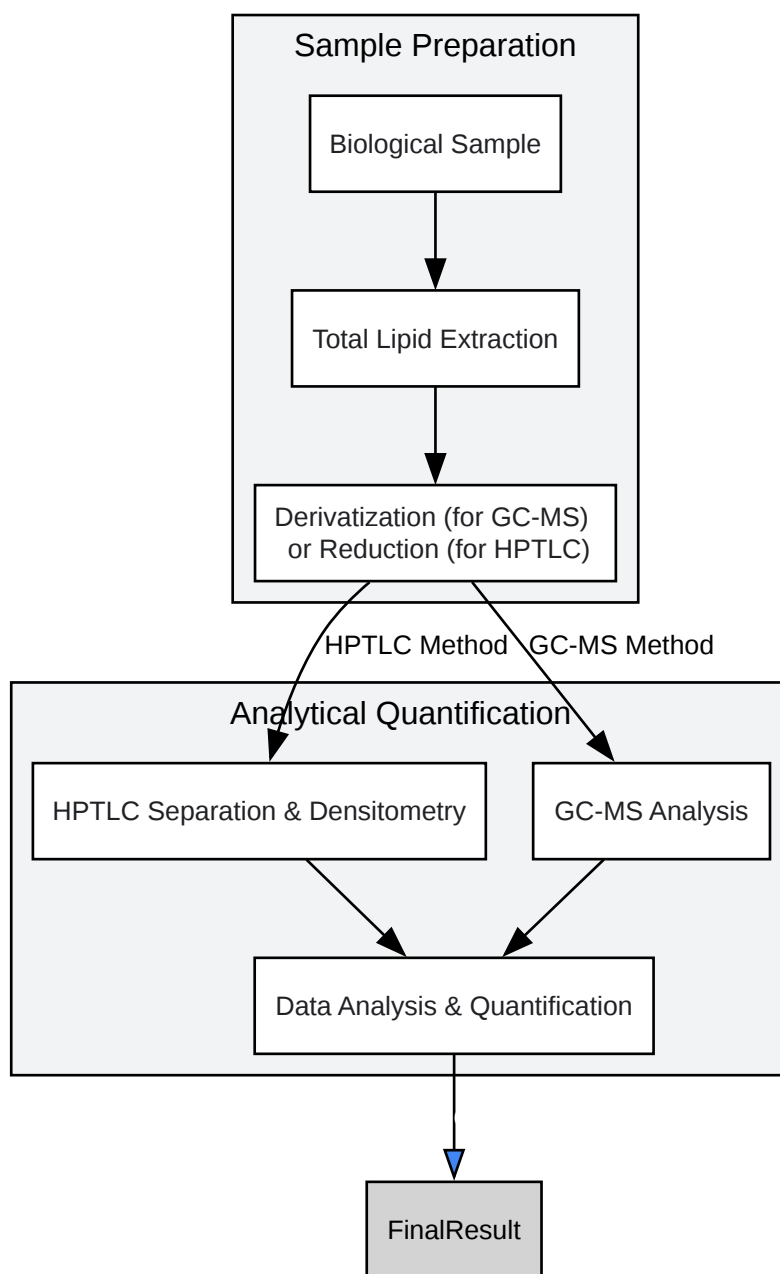 Sample Preparation
Biological Sample
Total Lipid Extraction
Derivatization (for GC-MS)
or Reduction (for HPTLC)
HPTLC Method
GC-MS Method
Analytical Quantification
HPTLC Separation & Densitometry
GC-MS Analysis
Data Analysis & Quantification
FinalResult